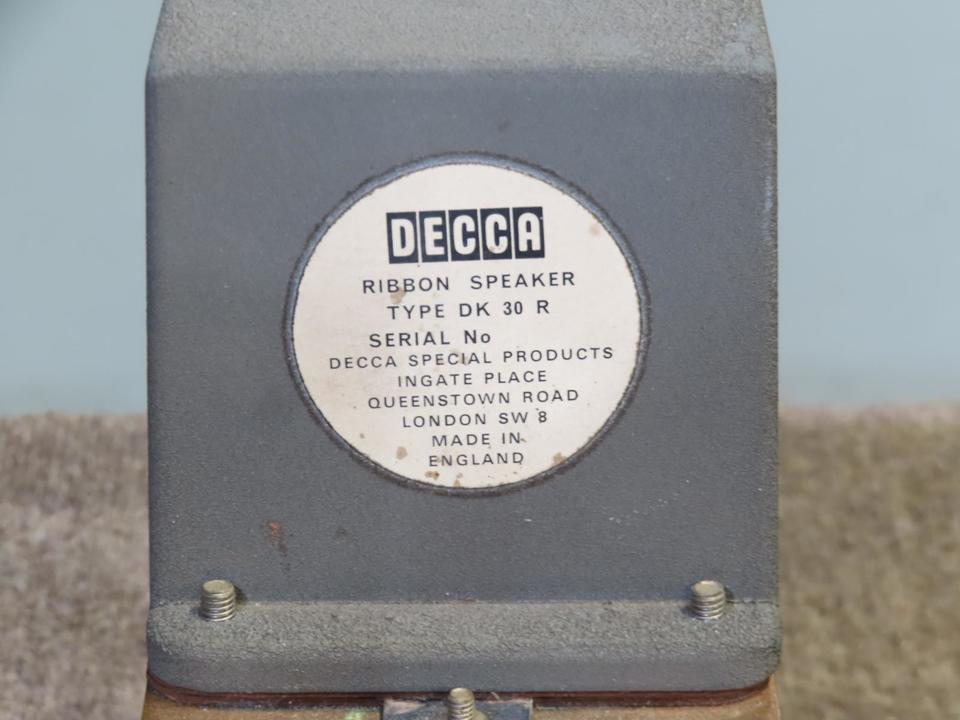 DECCA
RIBBON SPEAKER
TYPE DK 30 R
SERIAL No
DECCA SPECIAL PRODUCTS
INGATE PLACE
QUEENSTOWN ROAD
LONDON SW 8
MADE IN
ENGLAND